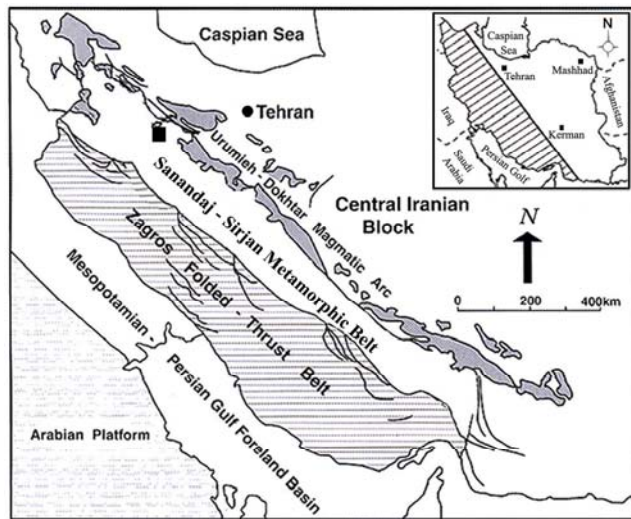 Caspian Sea
Tehran
Urumieh - Dokhtar Magmatic Arc
Sanandaj - Sirjan Metamorphic Belt
Zagros Folded - Thrust Belt
Mesopotamian - Persian Gulf Foreland Basin
Arabian Platform
Central Iranian
Block
N
0 200 400km
N
Caspian
Sea
Tehran
Mashhad
Kerman
Afghanistan
Iraq
Saudi
Arabia
Persian Golf